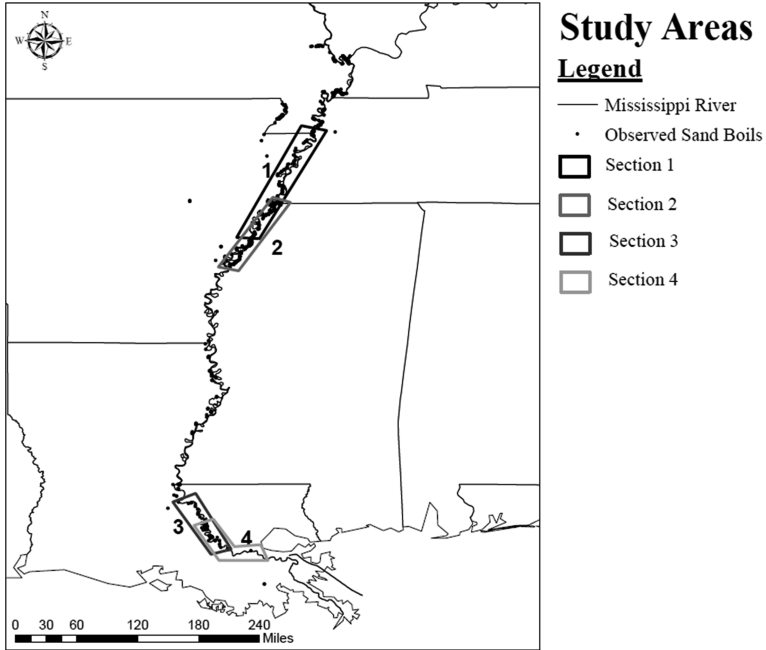 Study Areas
Legend
Mississippi River
Observed Sand Boils
Section 1
Section 2
Section 3
Section 4
N
W E
S
1
2
3
4
0 30 60 120 180 240
Miles